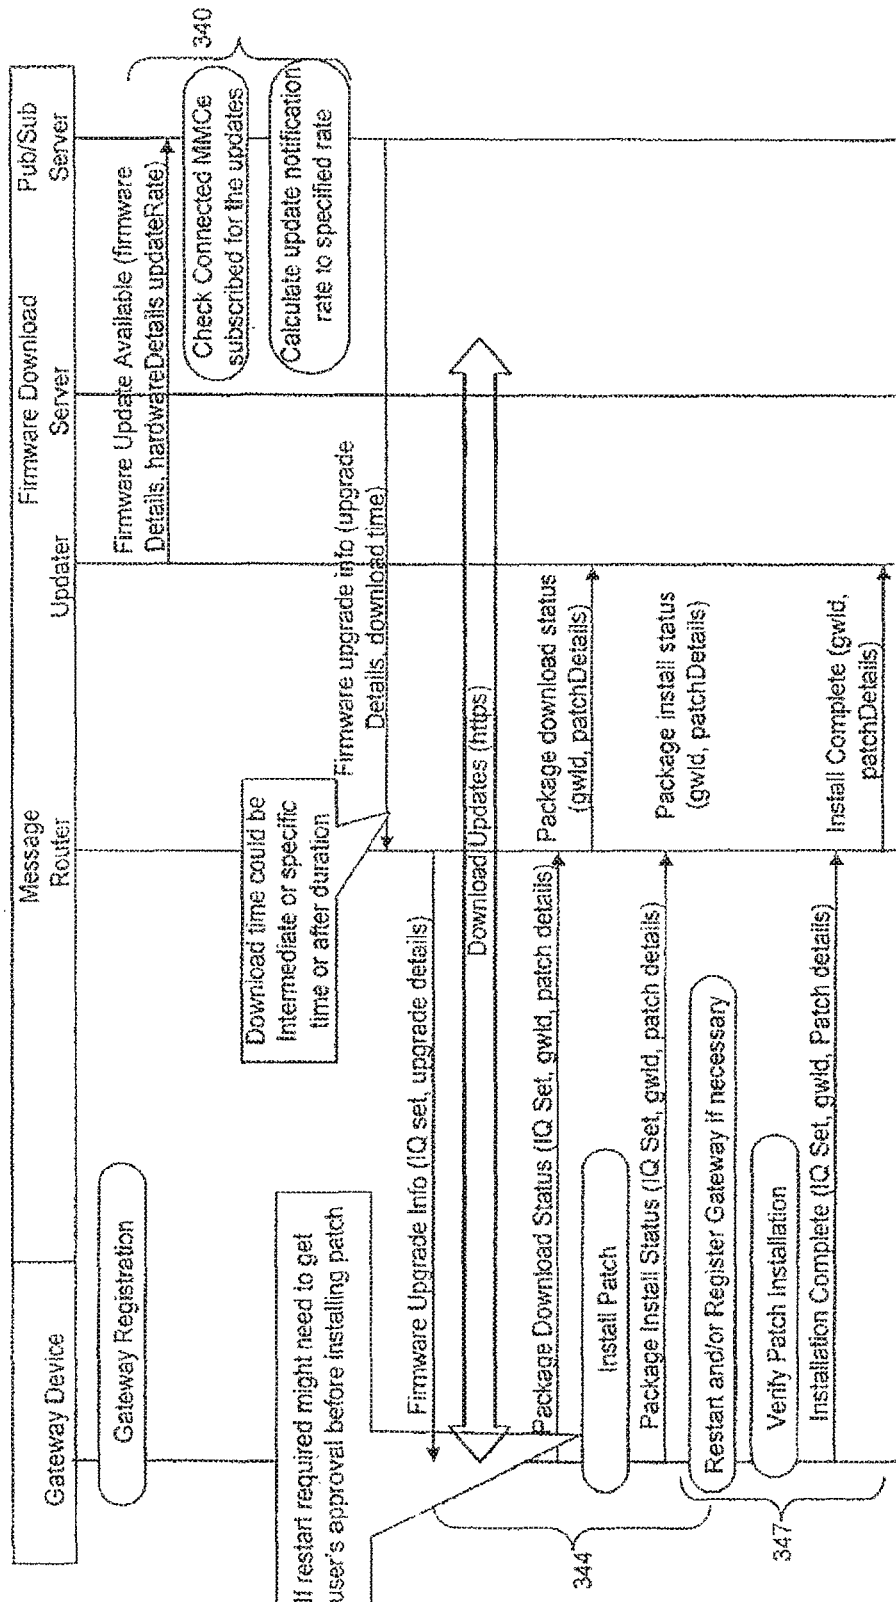 Gateway Device
Message
Router
Updater
Firmware Download
Server
Pub/Sub
Server
Gateway Registration
Firmware Update Available (firmware
Details, hardwareDetails updateRate)
340
Check Connected MMCe
subscribed for the updates
Calculate update notification
rate to specified rate
Download time could be
Intermediate or specific
time or after duration
Firmware upgrade info (upgrade
Details, download time)
If restart required might need to get
user's approval before installing patch
Firmware Upgrade Info (IQ set, upgrade details)
Download Updates (https)
Package Download Status (IQ Set, gwId, patch details)
Package download status
(gwId, patchDetails)
344
Install Patch
Package Install Status (IQ Set, gwId, patch details)
Package install status
(gwId, patchDetails)
Restart and/or Register Gateway if necessary
347
Verify Patch Installation
Installation Complete (IQ Set, gwId, Patch details)
Install Complete (gwId,
patchDetails)